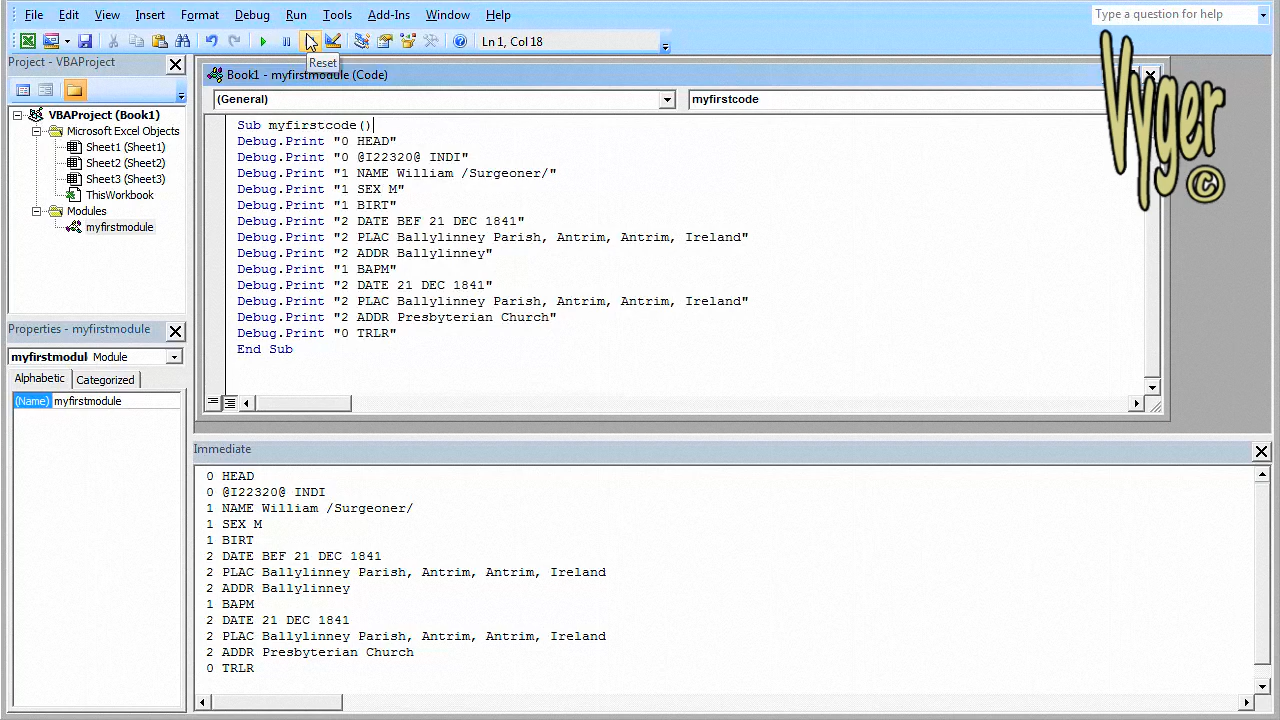 File Edit View Insert Format Debug Run Tools Add-Ins Window Help Type a question for help
Ln 1, Col 18
Reset
Project - VBAProject
VBAProject (Book1)
Microsoft Excel Objects
Sheet1 (Sheet1)
Sheet2 (Sheet2)
Sheet3 (Sheet3)
ThisWorkbook
Modules
myfirstmodule
Properties - myfirstmodule
myfirstmodul Module
Alphabetic Categorized
(Name) myfirstmodule
Book1 - myfirstmodule (Code)
(General) myfirstcode
Sub myfirstcode()
Debug.Print "0 HEAD"
Debug.Print "0 @I22320@ INDI"
Debug.Print "1 NAME William /Surgeoner/"
Debug.Print "1 SEX M"
Debug.Print "1 BIRT"
Debug.Print "2 DATE BEF 21 DEC 1841"
Debug.Print "2 PLAC Ballylinney Parish, Antrim, Antrim, Ireland"
Debug.Print "2 ADDR Ballylinney"
Debug.Print "1 BAPM"
Debug.Print "2 DATE 21 DEC 1841"
Debug.Print "2 PLAC Ballylinney Parish, Antrim, Antrim, Ireland"
Debug.Print "2 ADDR Presbyterian Church"
Debug.Print "0 TRLR"
End Sub
Vyger ©
Immediate
0 HEAD
0 @I22320@ INDI
1 NAME William /Surgeoner/
1 SEX M
1 BIRT
2 DATE BEF 21 DEC 1841
2 PLAC Ballylinney Parish, Antrim, Antrim, Ireland
2 ADDR Ballylinney
1 BAPM
2 DATE 21 DEC 1841
2 PLAC Ballylinney Parish, Antrim, Antrim, Ireland
2 ADDR Presbyterian Church
0 TRLR